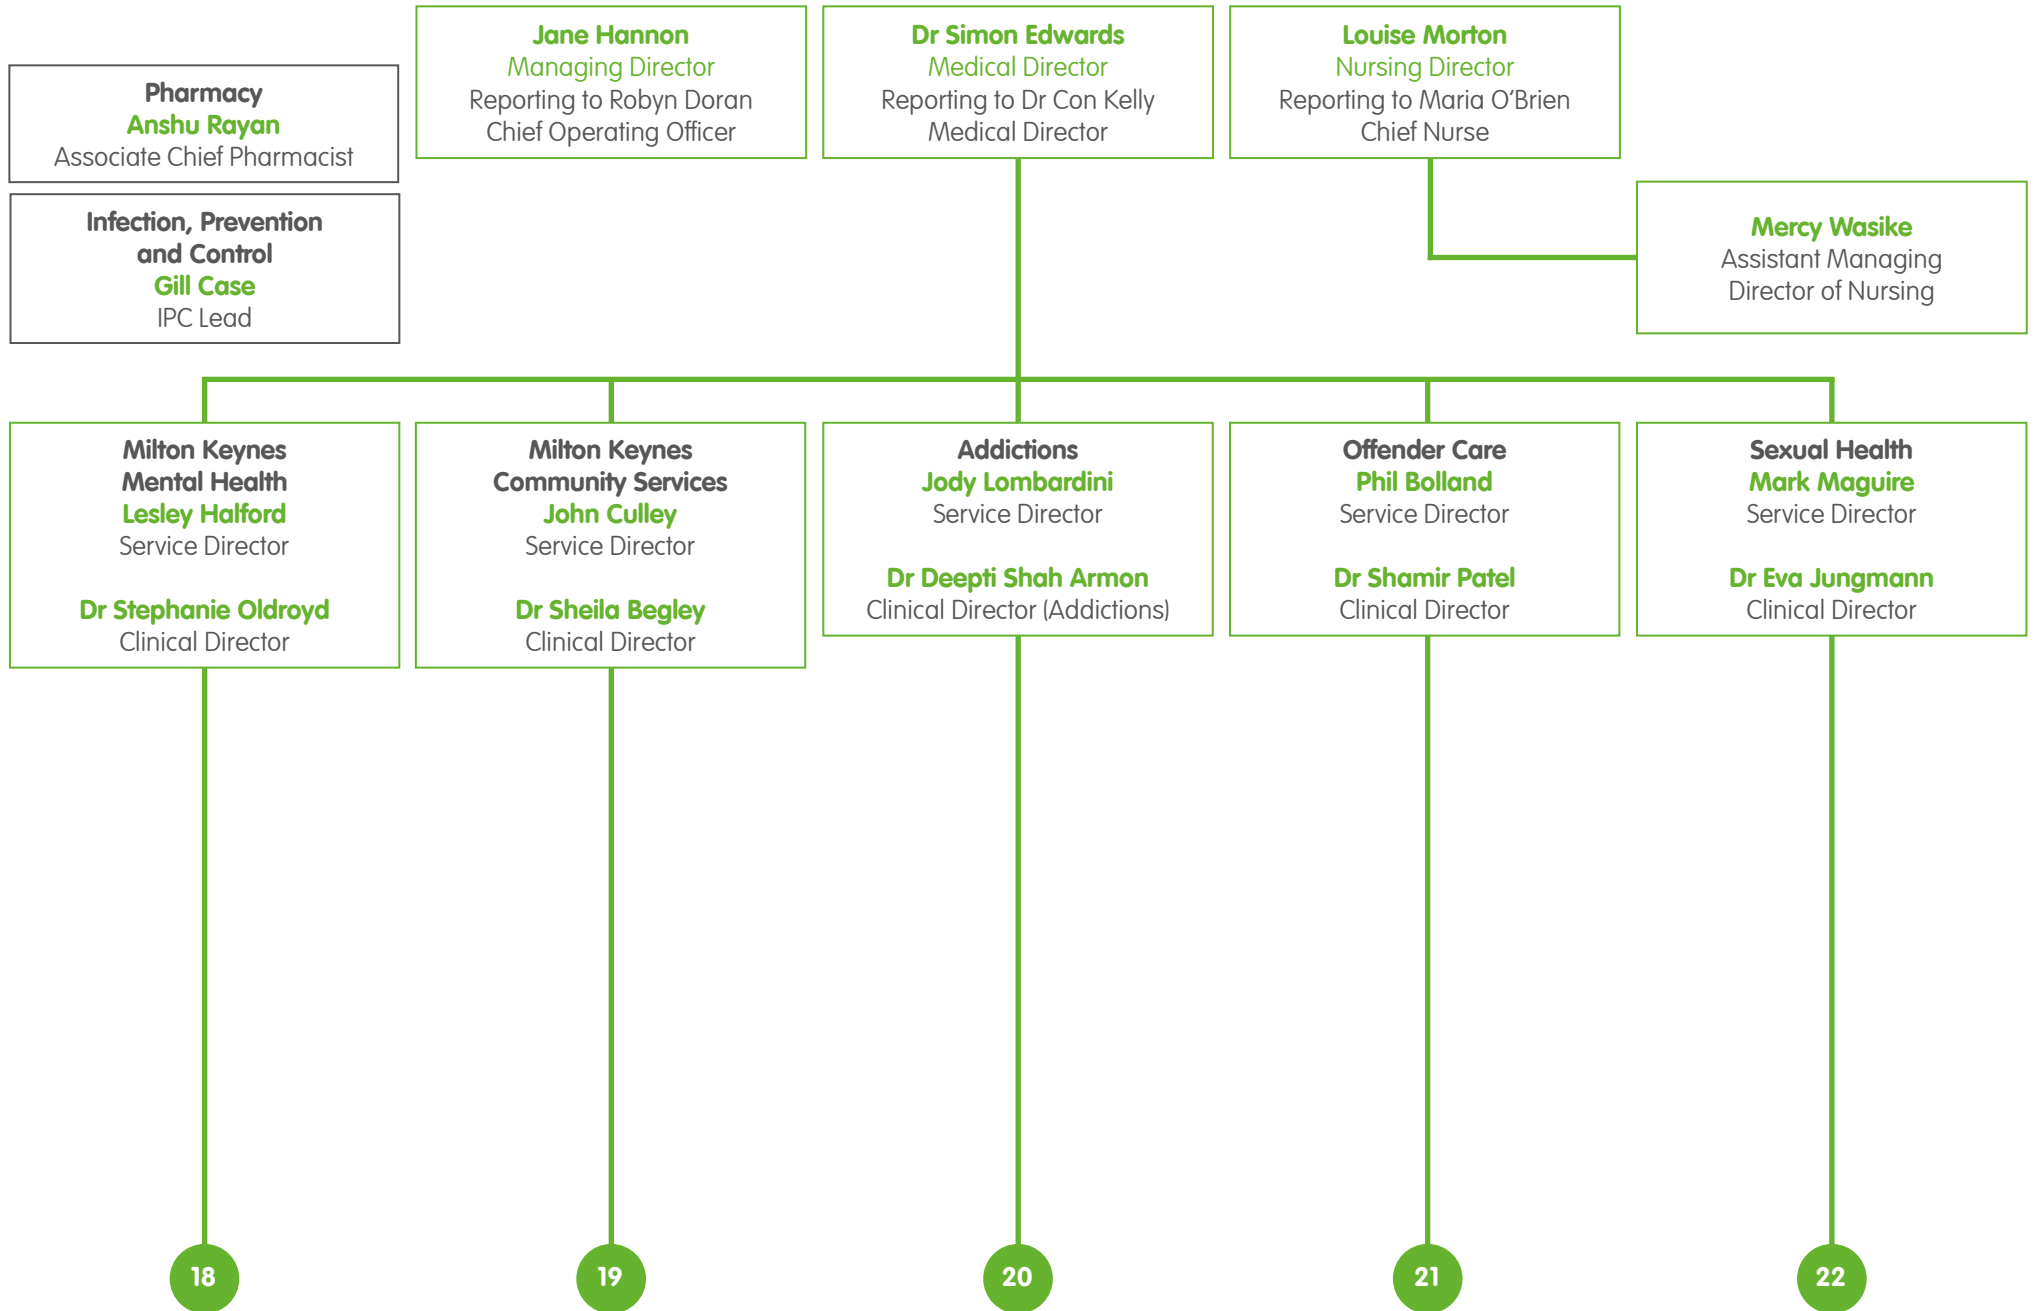 Pharmacy
Anshu Rayan
Associate Chief Pharmacist
Infection, Prevention
and Control
Gill Case
IPC Lead
Jane Hannon
Managing Director
Reporting to Robyn Doran
Chief Operating Officer
Dr Simon Edwards
Medical Director
Reporting to Dr Con Kelly
Medical Director
Louise Morton
Nursing Director
Reporting to Maria O’Brien
Chief Nurse
Mercy Wasike
Assistant Managing
Director of Nursing
Milton Keynes
Mental Health
Lesley Halford
Service Director
Dr Stephanie Oldroyd
Clinical Director
Milton Keynes
Community Services
John Culley
Service Director
Dr Sheila Begley
Clinical Director
Addictions
Jody Lombardini
Service Director
Dr Deepti Shah Armon
Clinical Director (Addictions)
Offender Care
Phil Bolland
Service Director
Dr Shamir Patel
Clinical Director
Sexual Health
Mark Maguire
Service Director
Dr Eva Jungmann
Clinical Director
18
19
20
21
22